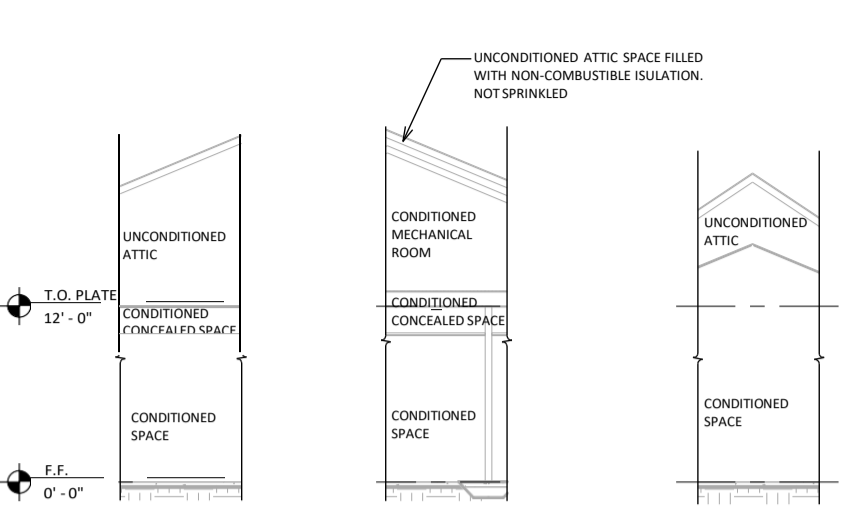 UNCONDITIONED ATTIC SPACE FILLED
WITH NON-COMBUSTIBLE ISULATION.
NOT SPRINKLED
UNCONDITIONED
ATTIC
T.O. PLATE
12' - 0"
CONDITIONED
CONCEALED SPACE
CONDITIONED
SPACE
F.F.
0' - 0"
CONDITIONED
MECHANICAL
ROOM
CONDITIONED
CONCEALED SPACE
CONDITIONED
SPACE
UNCONDITIONED
ATTIC
CONDITIONED
SPACE